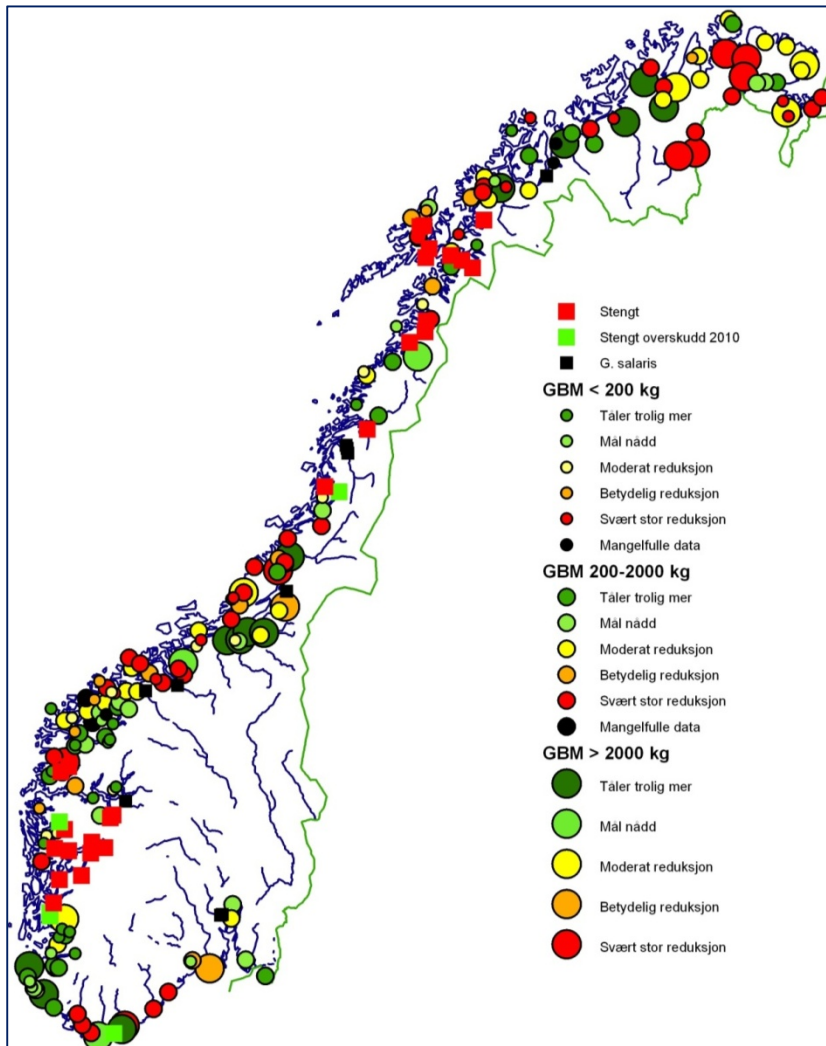 Stengt
Stengt overskudd 2010
G. salaris
GBM < 200 kg
Tåler trolig mer
Mål nådd
Moderat reduksjon
Betydelig reduksjon
Svært stor reduksjon
Mangelfulle data
GBM 200-2000 kg
Tåler trolig mer
Mål nådd
Moderat reduksjon
Betydelig reduksjon
Svært stor reduksjon
Mangelfulle data
GBM > 2000 kg
Tåler trolig mer
Mål nådd
Moderat reduksjon
Betydelig reduksjon
Svært stor reduksjon